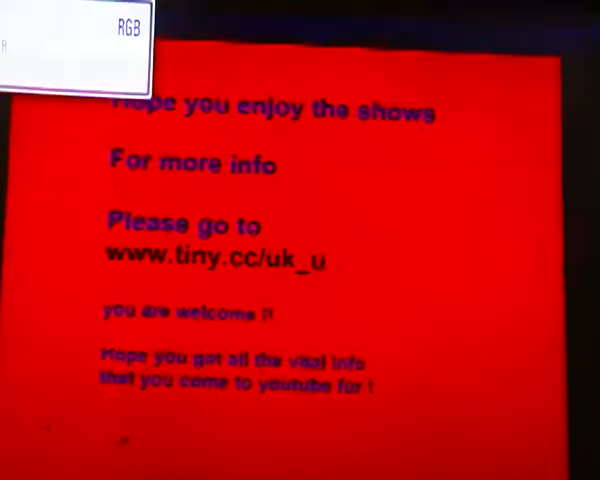 RGB
R
Hope you enjoy the shows
For more info
Please go to
www.tiny.cc/uk_u
you are welcome !!
Hope you got all the vital info
that you come to youtube for !